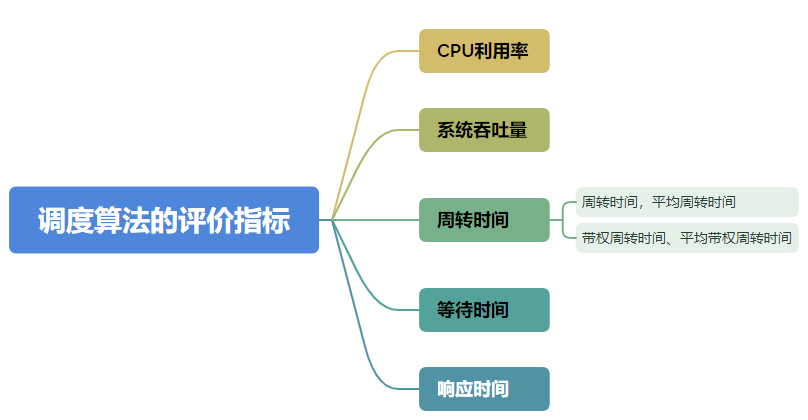 调度算法的评价指标
CPU利用率
系统吞吐量
周转时间
周转时间，平均周转时间
带权周转时间、平均带权周转时间
等待时间
响应时间